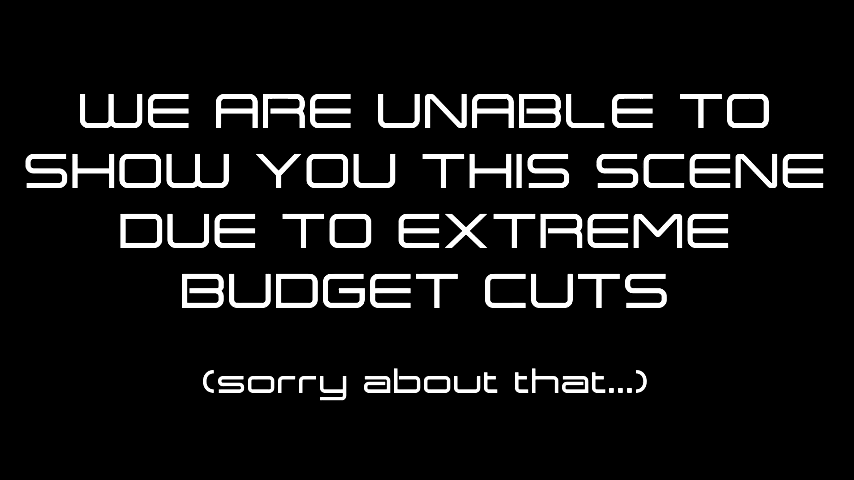 WE ARE UNABLE TO
SHOW YOU THIS SCENE
DUE TO EXTREME
BUDGET CUTS
(sorry about that...)